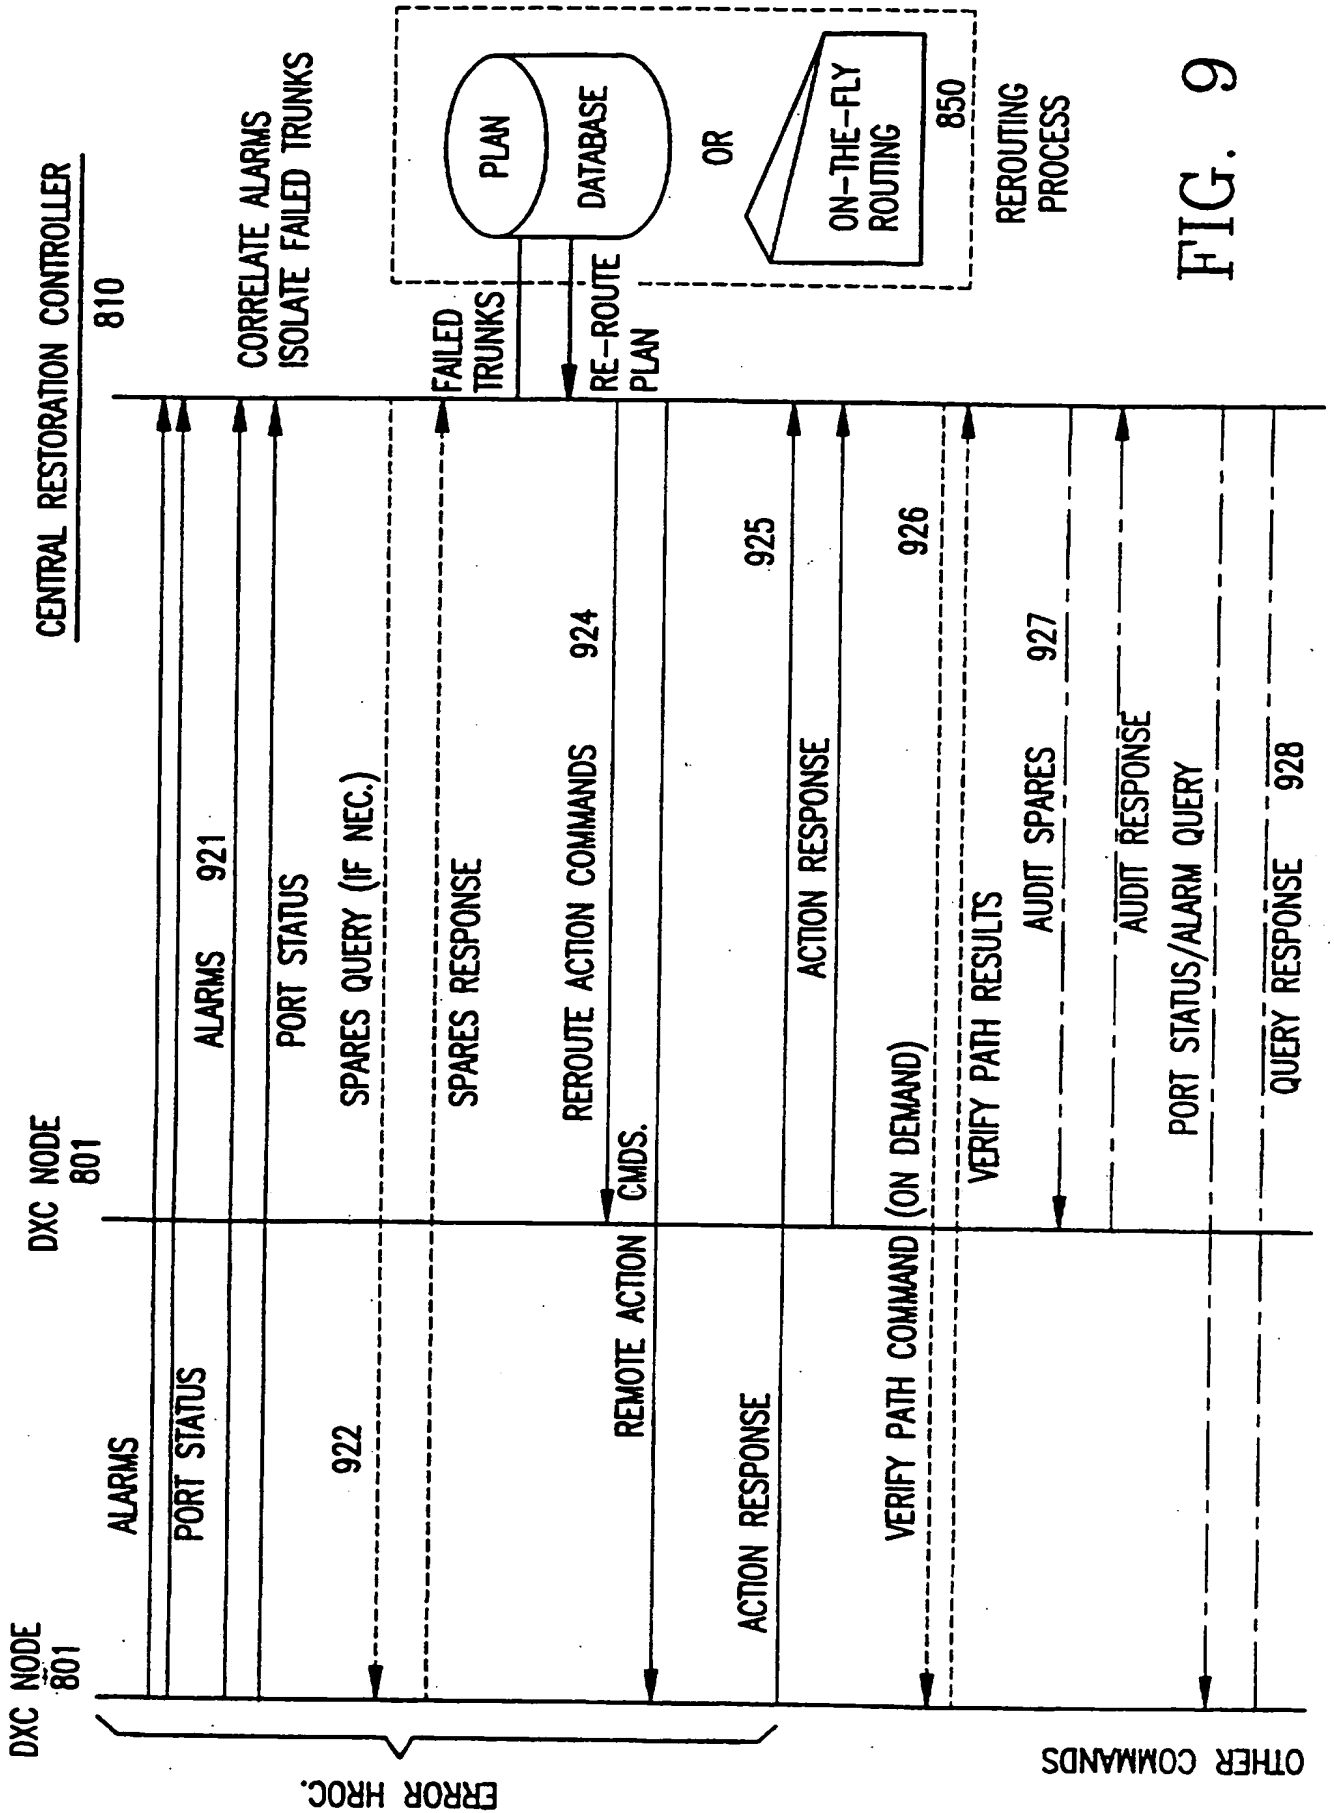 CENTRAL RESTORATION CONTROLLER
810
DXC NODE
801
DXC NODE
801
ALARMS
PORT STATUS
ALARMS
921
PORT STATUS
CORRELATE ALARMS
ISOLATE FAILED TRUNKS
922
SPARES QUERY (IF NEC.)
SPARES RESPONSE
FAILED
TRUNKS
RE-ROUTE
PLAN
PLAN
DATABASE
OR
ON-THE-FLY
ROUTING
850
REROUTING
PROCESS
REROUTE ACTION COMMANDS
924
REMOTE ACTION CMDS.
ACTION RESPONSE
925
ACTION RESPONSE
926
VERIFY PATH COMMAND (ON DEMAND)
VERIFY PATH RESULTS
AUDIT SPARES
927
AUDIT RESPONSE
PORT STATUS/ALARM QUERY
QUERY RESPONSE
928
ERROR HROC.
OTHER COMMANDS
FIG. 9